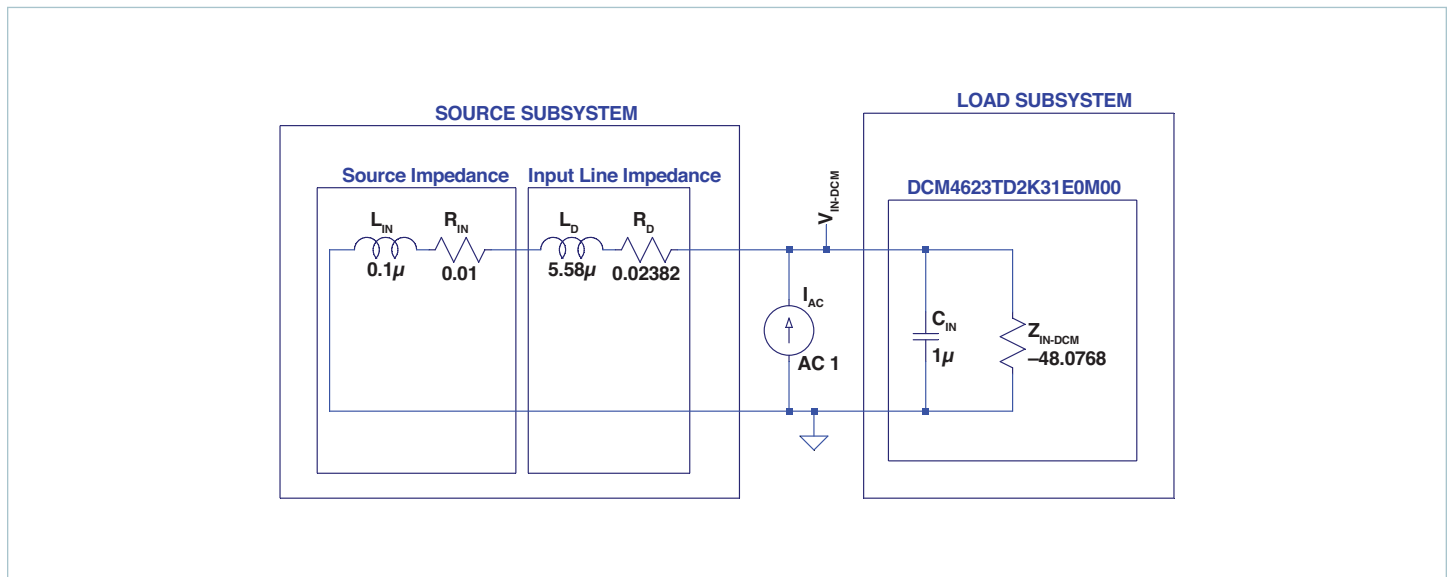 LOAD SUBSYSTEM
SOURCE SUBSYSTEM
Source Impedance
Input Line Impedance
DCM4623TD2K31E0M00
V IN-DCM
L IN
R IN
L D
R D
0.1µ
0.01
5.58µ
0.02382
I AC
AC 1
C IN
1µ
Z IN-DCM
–48.0768